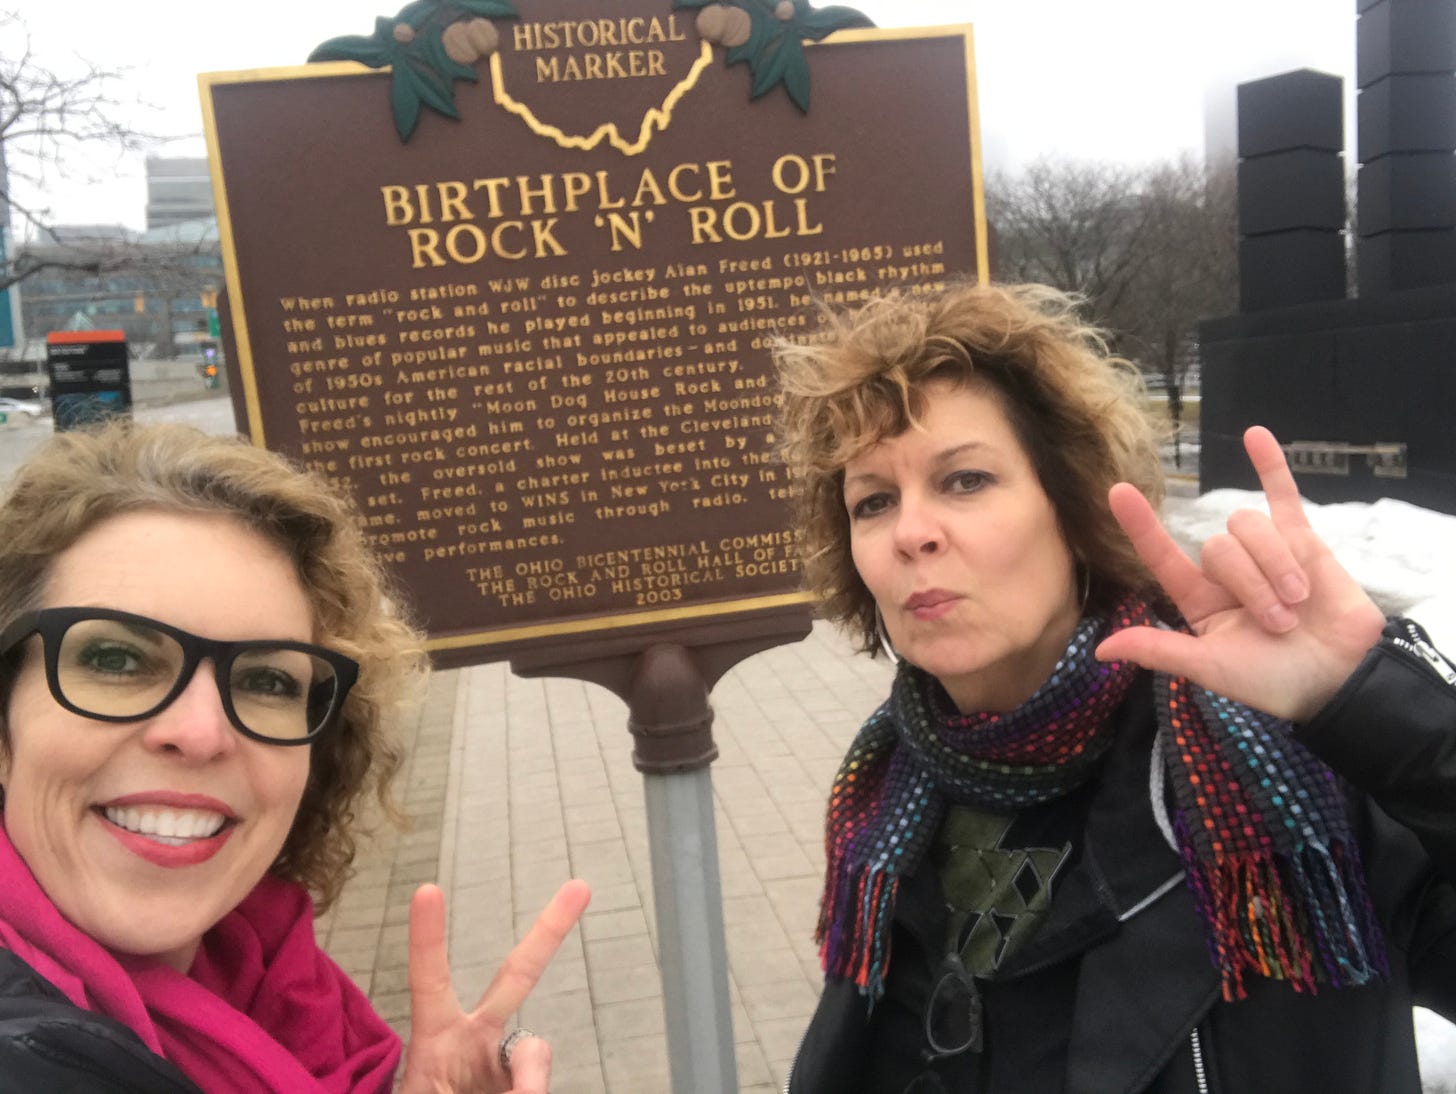 HISTORICAL
MARKER
BIRTHPLACE OF
ROCK 'N' ROLL
When radio station WJW disc jockey Alan Freed (1921-1965) used
the term "rock and roll" to describe the uptempo black rhythm
and blues records he played beginning in 1951, he named a new
genre of popular music that appealed to audiences
of 1950s American racial boundaries - and
culture for the rest of the 20th century.
Freed's nightly "Moon Dog House Rock and
show encouraged him to organize the Moondog
the first rock concert. Held at the Cleveland
the oversold show was beset by
set. Freed, a charter inductee into the
moved to WINS in New York City in
promote rock music through radio,
performances.
THE OHIO BICENTENNIAL
THE ROCK AND ROLL HALL OF
THE OHIO HISTORICAL SOCIETY
2003